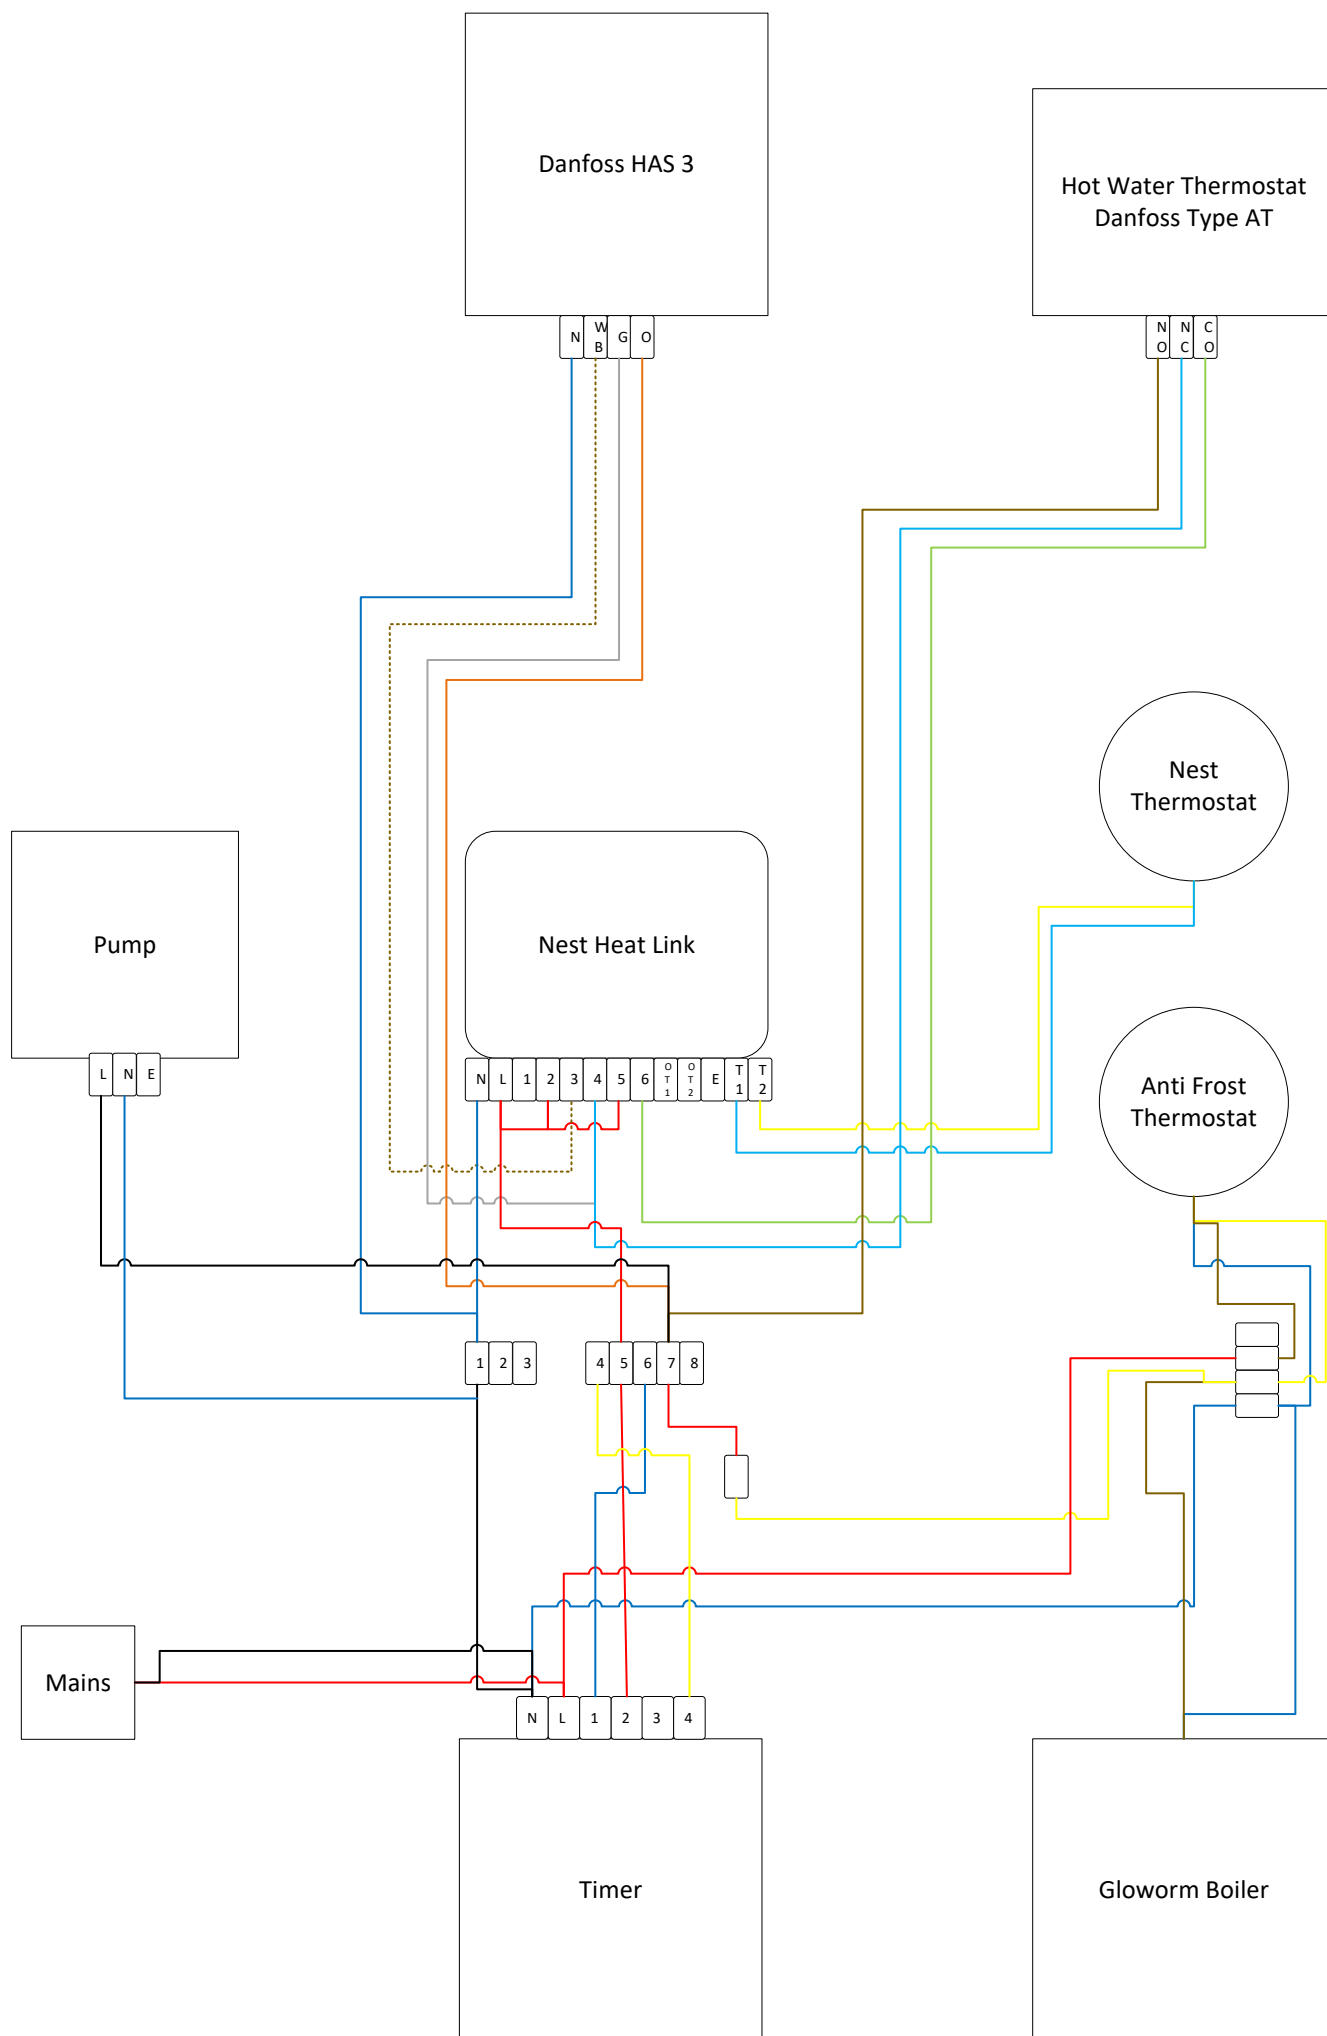 Danfoss HAS 3
Hot Water Thermostat
Danfoss Type AT
N
W
B
G
O
N
O
N
C
C
O
Nest
Thermostat
Pump
Nest Heat Link
L
N
E
N
L
1
2
3
4
5
6
O
T
1
O
T
2
E
T
1
T
2
Anti Frost
Thermostat
1
2
3
4
5
6
7
8
Mains
N
L
1
2
3
4
Timer
Gloworm Boiler